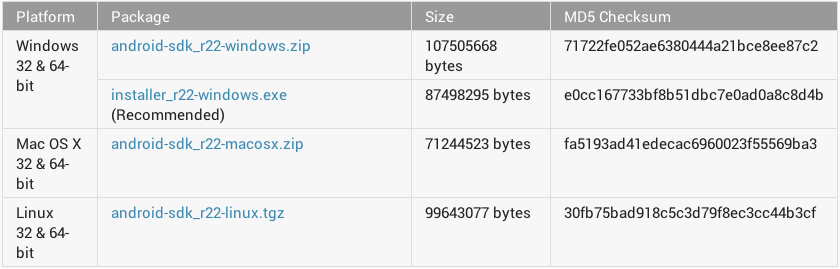 Platform Package Size MD5 Checksum
Windows android-sdk_r22-windows.zip 107505668 71722fe052ae6380444a21bce8ee87c2
32 & 64- bytes
bit
installer_r22-windows.exe 87498295 bytes e0cc167733bf8b51dbc7e0ad0a8c8d4b
(Recommended)
Mac OS X android-sdk_r22-macosx.zip 71244523 bytes fa5193ad41edecac6960023f55569ba3
32 & 64-
bit
Linux android-sdk_r22-linux.tgz 99643077 bytes 30fb75bad918c5c3d79f8ec3cc44b3cf
32 & 64-
bit